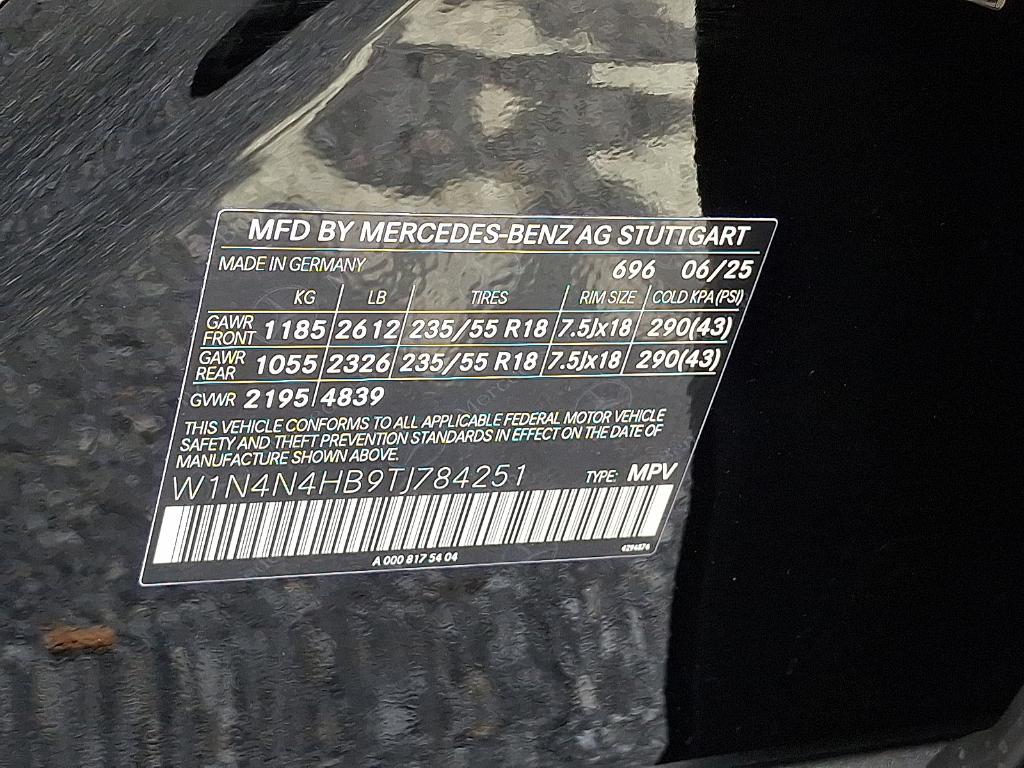 MFD BY MERCEDES-BENZ AG STUTTGART
MADE IN GERMANY 696 06/25
KG LB TIRES RIM SIZE COLD KPA (PSI)
GAWR FRONT 1185 2612 235/55 R18 7.5Jx18 290(43)
GAWR REAR 1055 2326 235/55 R18 7.5Jx18 290(43)
GVWR 2195 4839
THIS VEHICLE CONFORMS TO ALL APPLICABLE FEDERAL MOTOR VEHICLE
SAFETY AND THEFT PREVENTION STANDARDS IN EFFECT ON THE DATE OF
MANUFACTURE SHOWN ABOVE.
W1N4N4HB9TJ784251 TYPE: MPV
A 000 817 54 04